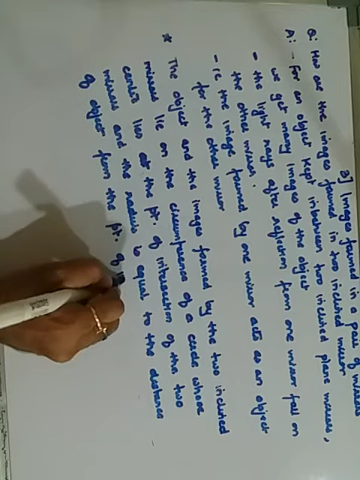 3] Images formed in a pair of mirrors
Q: How are the images formed in two inclined mirror
A: - For an object kept inbetween two inclined plane mirrors,
we get many images of the object
- the light rays after reflection from one mirror fall on
the other mirror.
- ie the image formed by one mirror acts as an object
for the other mirror
* The object and the images formed by the two inclined
mirrors lie on the circumference of a circle whose
centre lies at the pt. of intersection of the two
mirrors and the radius is equal to the distance
of object from the pt. of